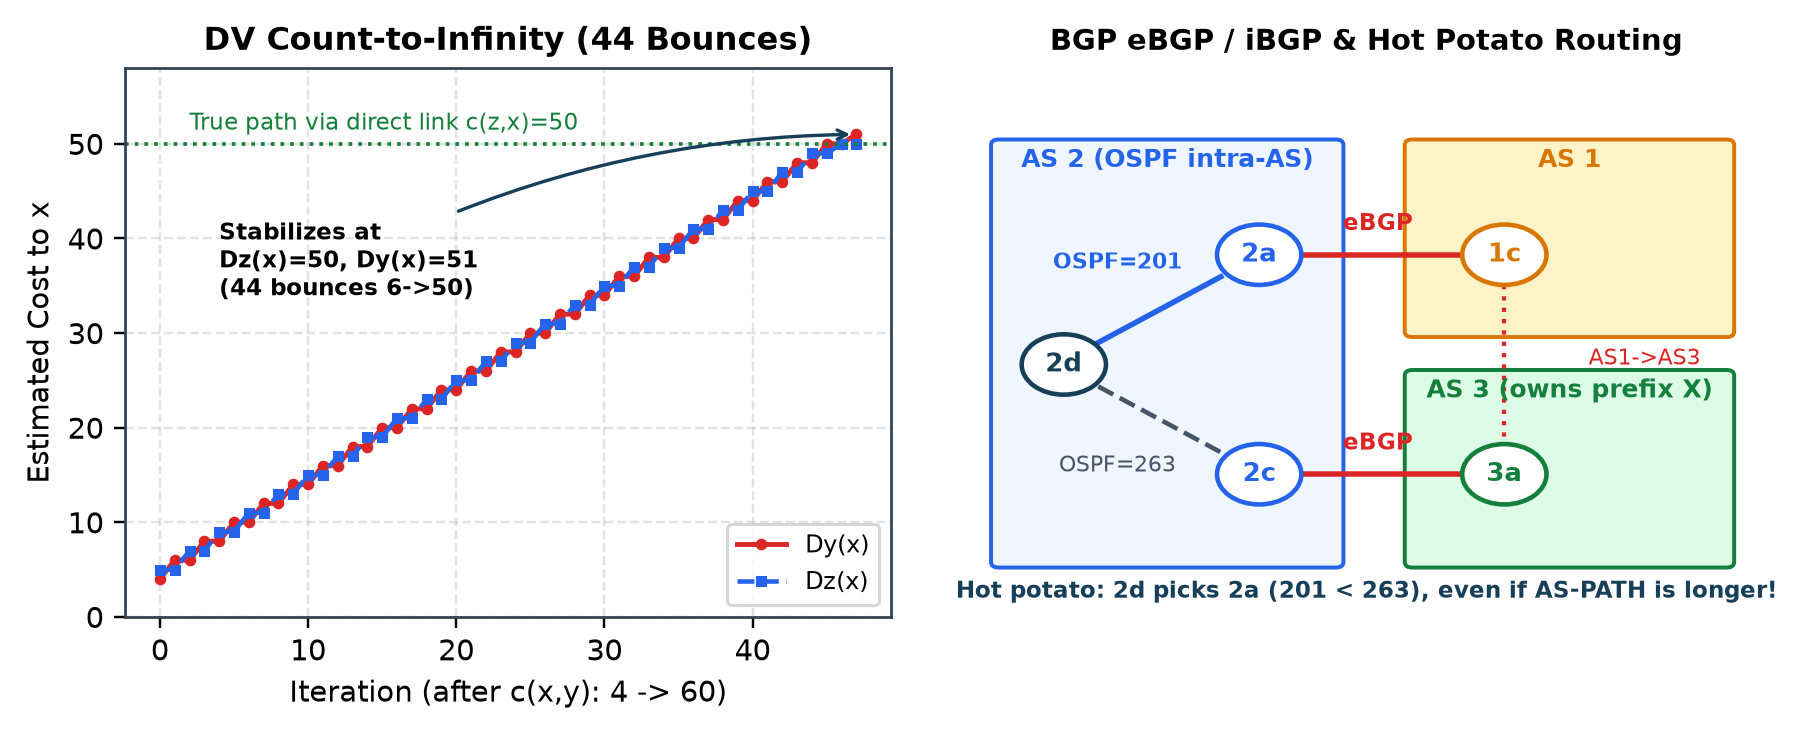 DV Count-to-Infinity (44 Bounces)
Estimated Cost to x
50
40
30
20
10
0
True path via direct link c(z,x)=50
Stabilizes at
Dz(x)=50, Dy(x)=51
(44 bounces 6->50)
Dy(x)
Dz(x)
0
10
20
30
40
Iteration (after c(x,y): 4 -> 60)
BGP eBGP / iBGP & Hot Potato Routing
AS 2 (OSPF intra-AS)
AS 1
eBGP
2a
1c
OSPF=201
AS1->AS3
2d
AS 3 (owns prefix X)
eBGP
OSPF=263
2c
3a
Hot potato: 2d picks 2a (201 < 263), even if AS-PATH is longer!